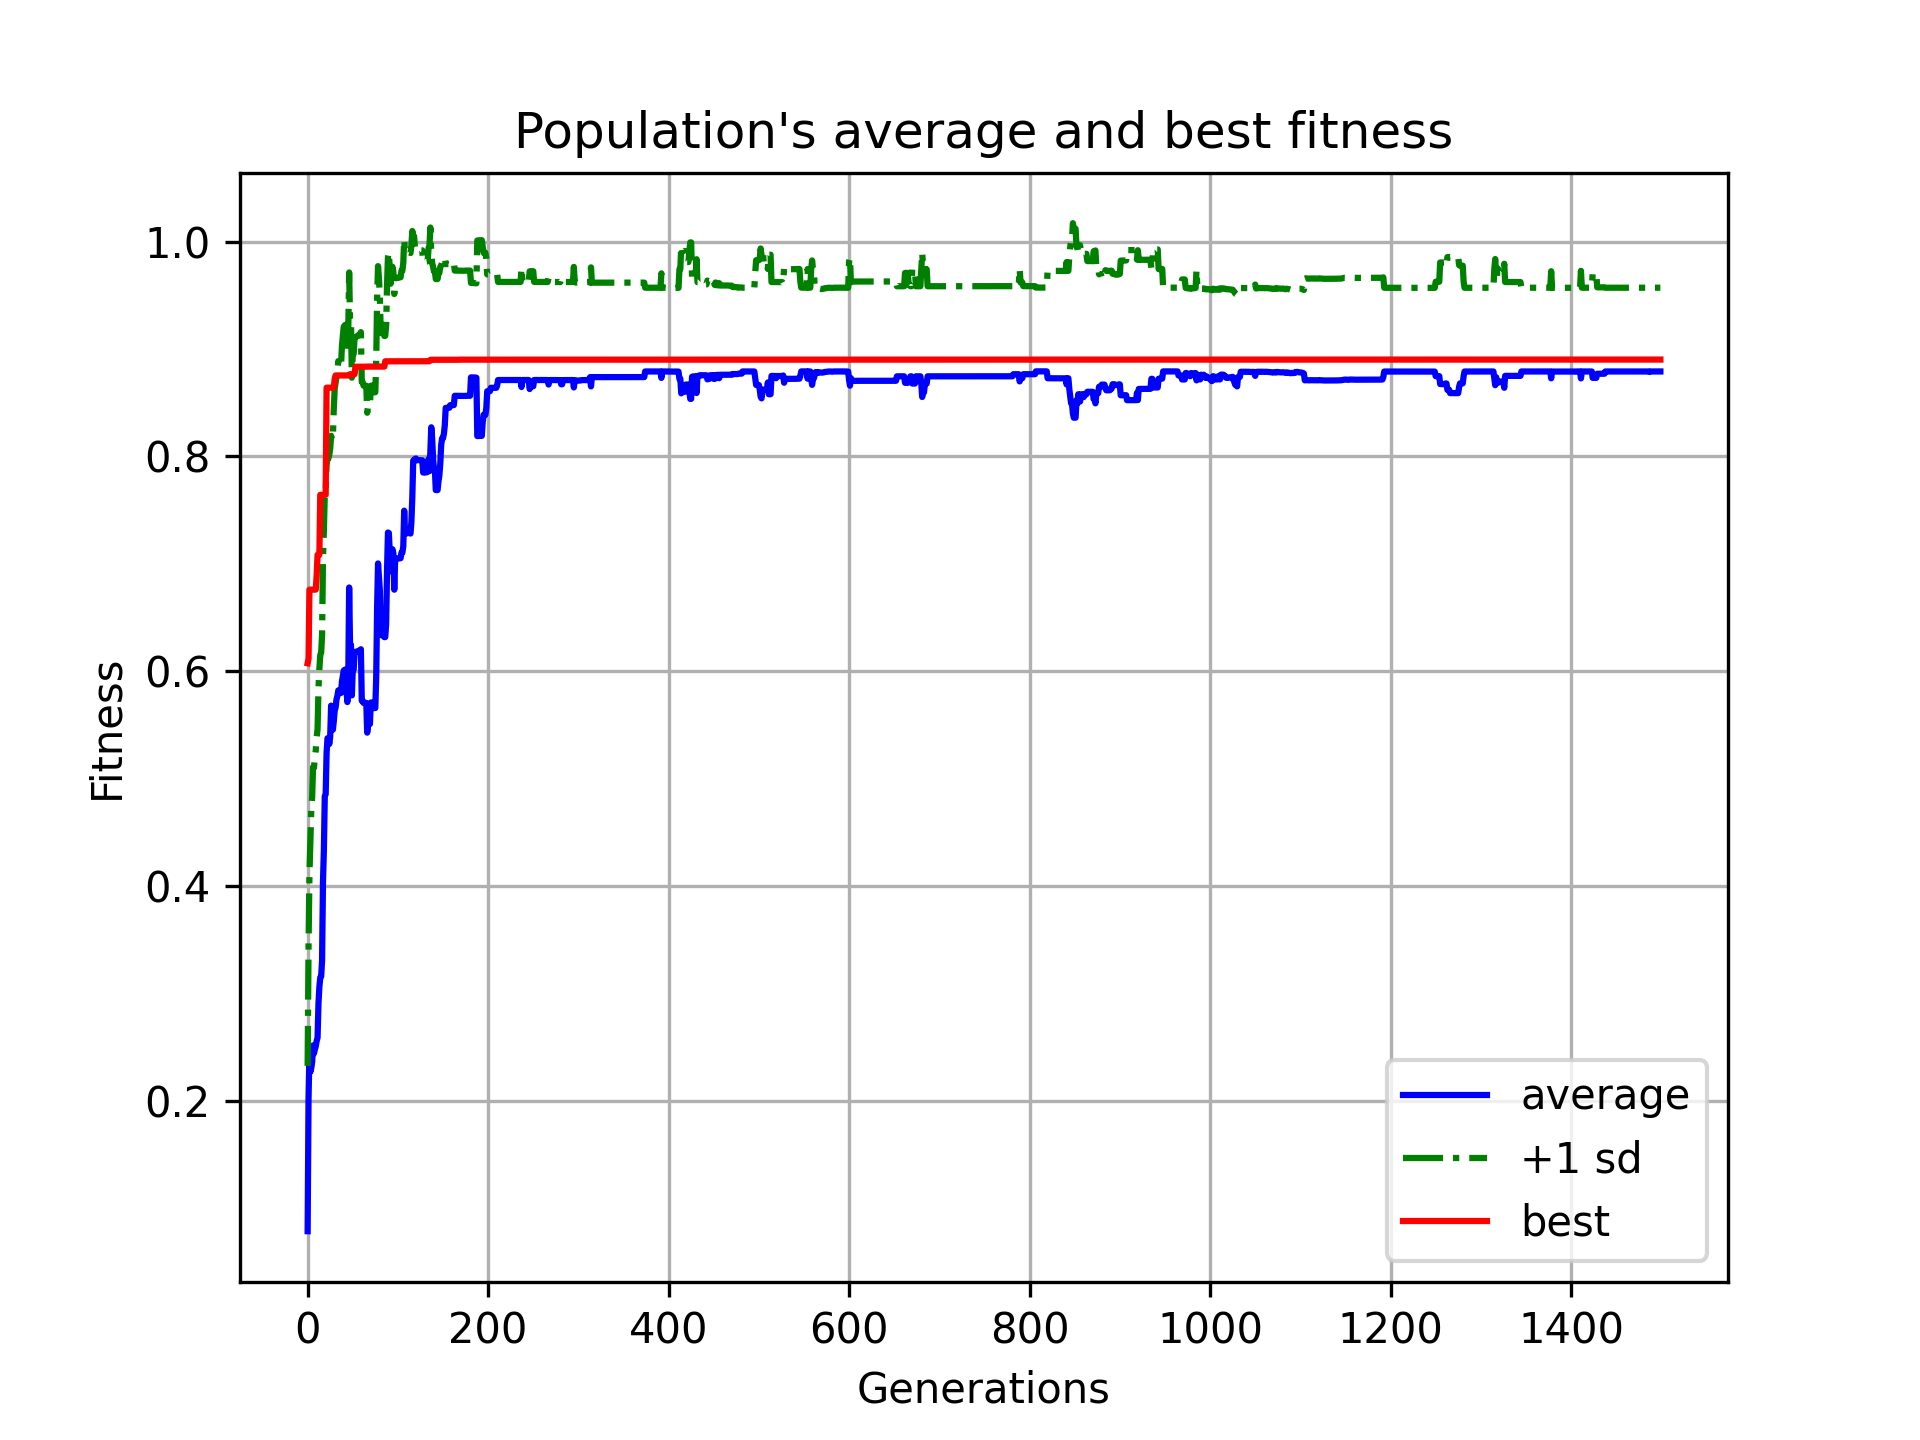 Population's average and best fitness
1.0
0.8
0.6
0.4
0.2
Fitness
0 200 400 600 800 1000 1200 1400
Generations
average
+1 sd
best